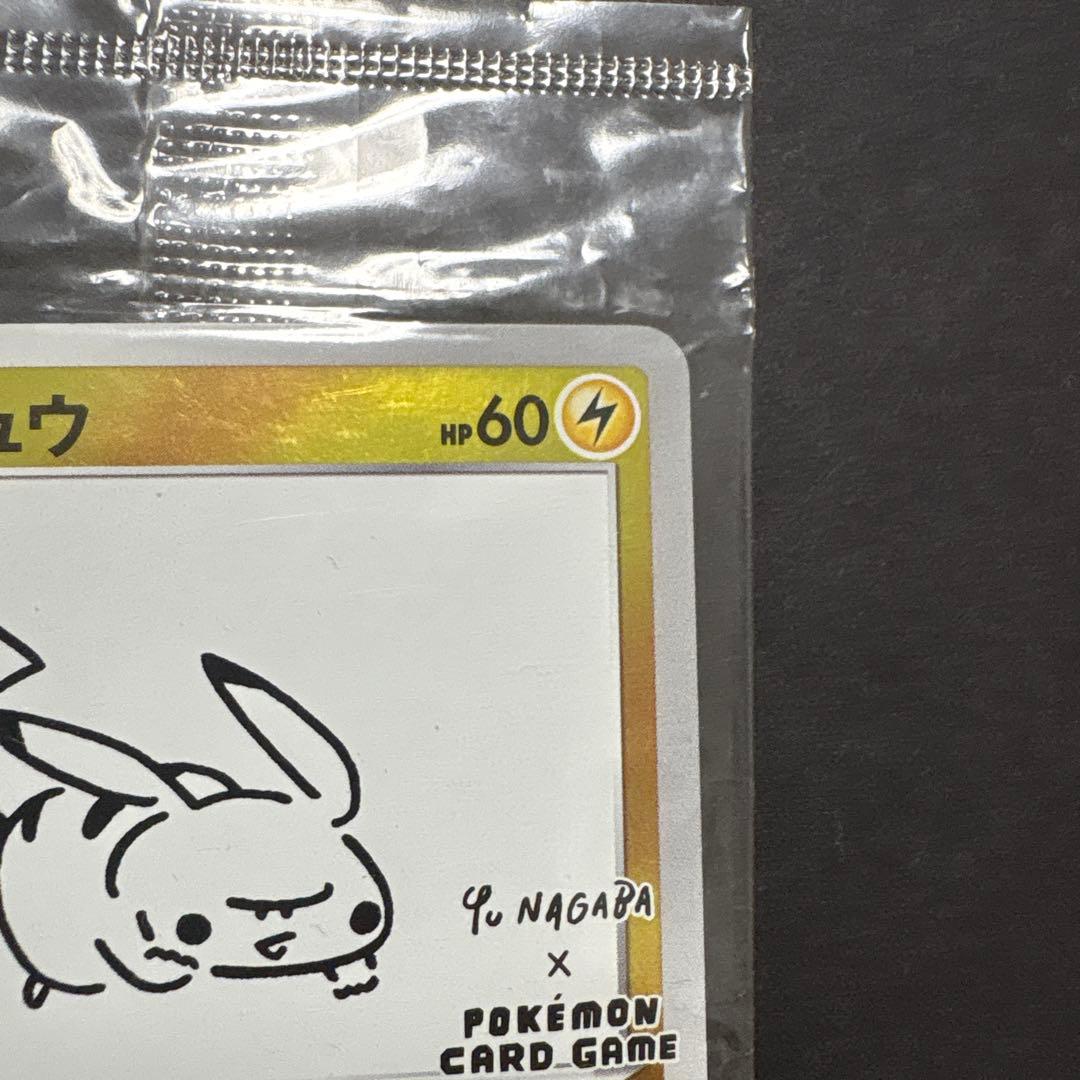 ュウ
HP60
Yu NAGABA
×
POKÉMON
CARD GAME